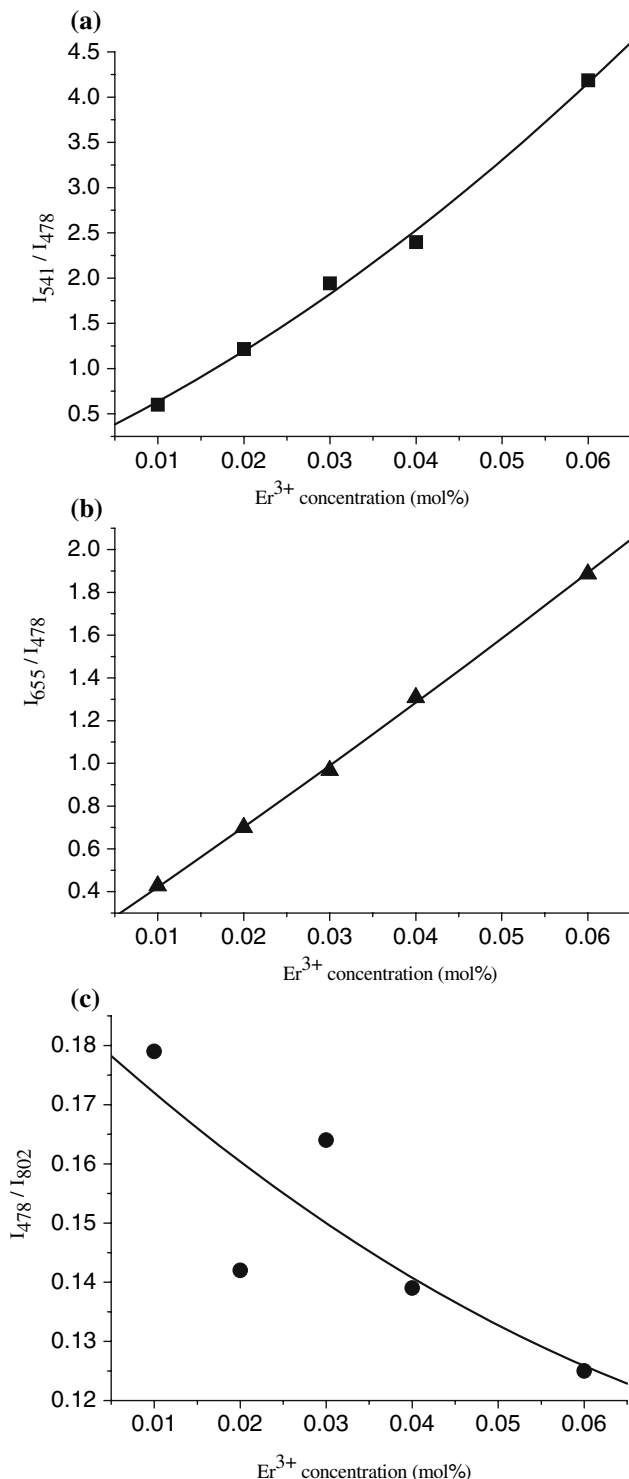 (a)
4.5
4.0
3.5
3.0
2.5
2.0
1.5
1.0
0.5
I541 / I478
0.01 0.02 0.03 0.04 0.05 0.06
Er3+ concentration (mol%)
(b)
2.0
1.8
1.6
1.4
1.2
1.0
0.8
0.6
0.4
I655 / I478
0.01 0.02 0.03 0.04 0.05 0.06
Er3+ concentration (mol%)
(c)
0.18
0.17
0.16
0.15
0.14
0.13
0.12
I478 / I802
0.01 0.02 0.03 0.04 0.05 0.06
Er3+ concentration (mol%)